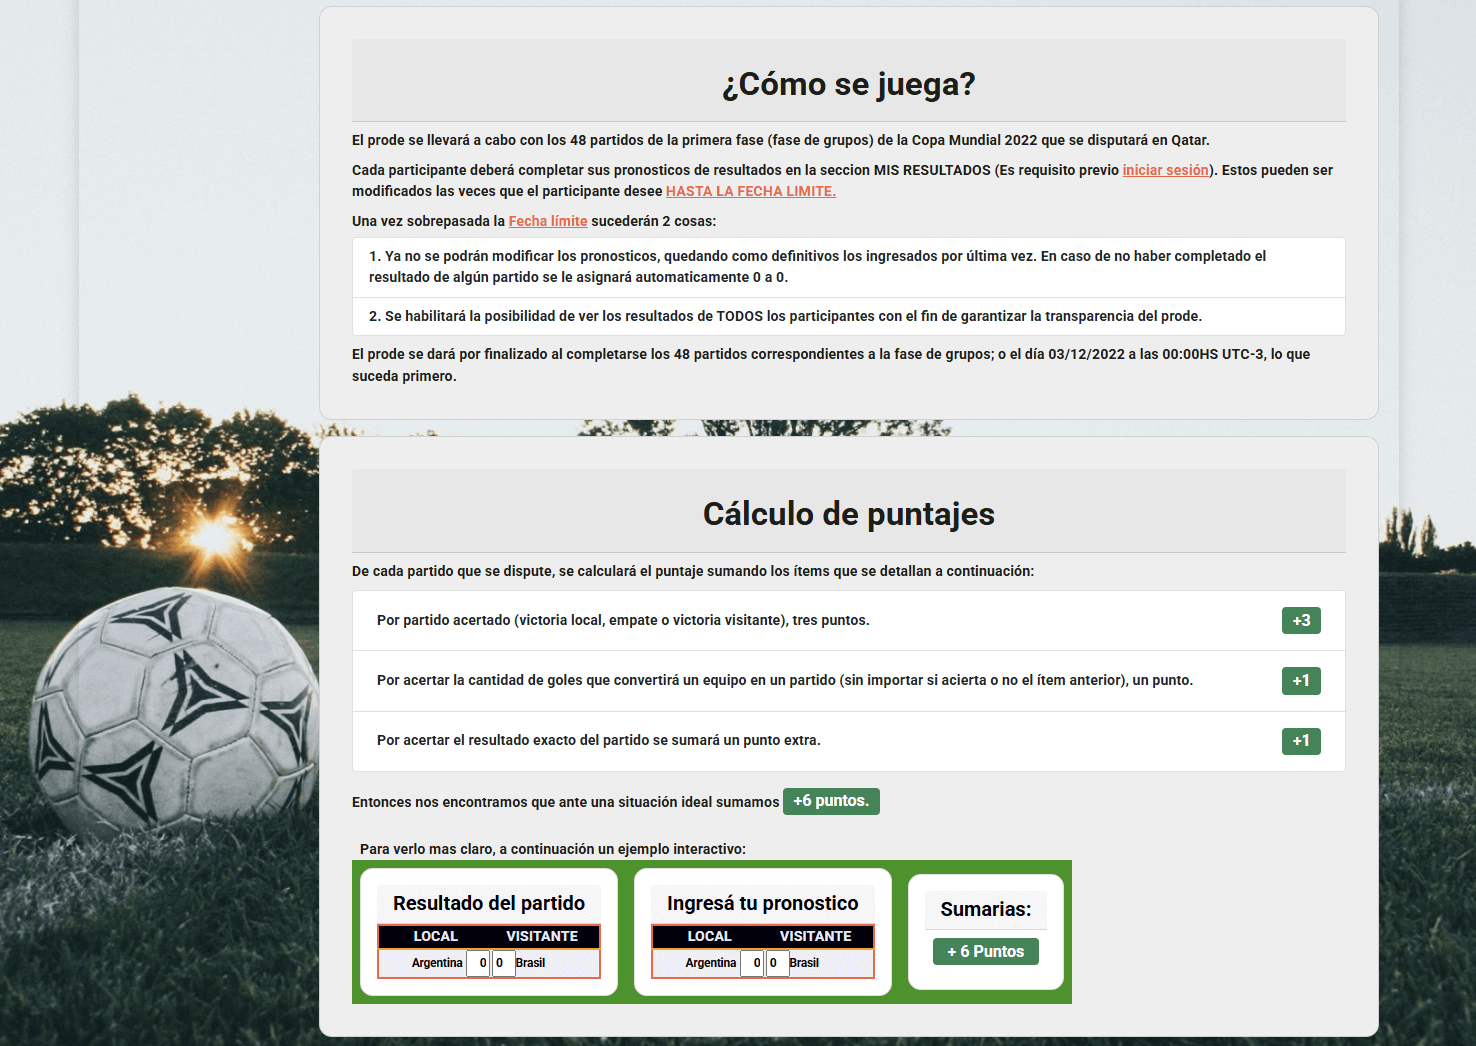 ¿Cómo se juega?
El prode se llevará a cabo con los 48 partidos de la primera fase (fase de grupos) de la Copa Mundial 2022 que se disputará en Qatar.
Cada participante deberá completar sus pronosticos de resultados en la seccion MIS RESULTADOS (Es requisito previo iniciar sesión). Estos pueden ser
modificados las veces que el participante desee HASTA LA FECHA LIMITE.
Una vez sobrepasada la Fecha límite sucederán 2 cosas:
1. Ya no se podrán modificar los pronosticos, quedando como definitivos los ingresados por última vez. En caso de no haber completado el
resultado de algún partido se le asignará automaticamente 0 a 0.
2. Se habilitará la posibilidad de ver los resultados de TODOS los participantes con el fin de garantizar la transparencia del prode.
El prode se dará por finalizado al completarse los 48 partidos correspondientes a la fase de grupos; o el día 03/12/2022 a las 00:00HS UTC-3, lo que
suceda primero.
Cálculo de puntajes
De cada partido que se dispute, se calculará el puntaje sumando los ítems que se detallan a continuación:
Por partido acertado (victoria local, empate o victoria visitante), tres puntos. +3
Por acertar la cantidad de goles que convertirá un equipo en un partido (sin importar si acierta o no el ítem anterior), un punto. +1
Por acertar el resultado exacto del partido se sumará un punto extra. +1
Entonces nos encontramos que ante una situación ideal sumamos +6 puntos.
Para verlo mas claro, a continuación un ejemplo interactivo:
Resultado del partido
LOCAL VISITANTE
Argentina 0 0 Brasil
Ingresá tu pronostico
LOCAL VISITANTE
Argentina 0 0 Brasil
Sumarias:
+ 6 Puntos